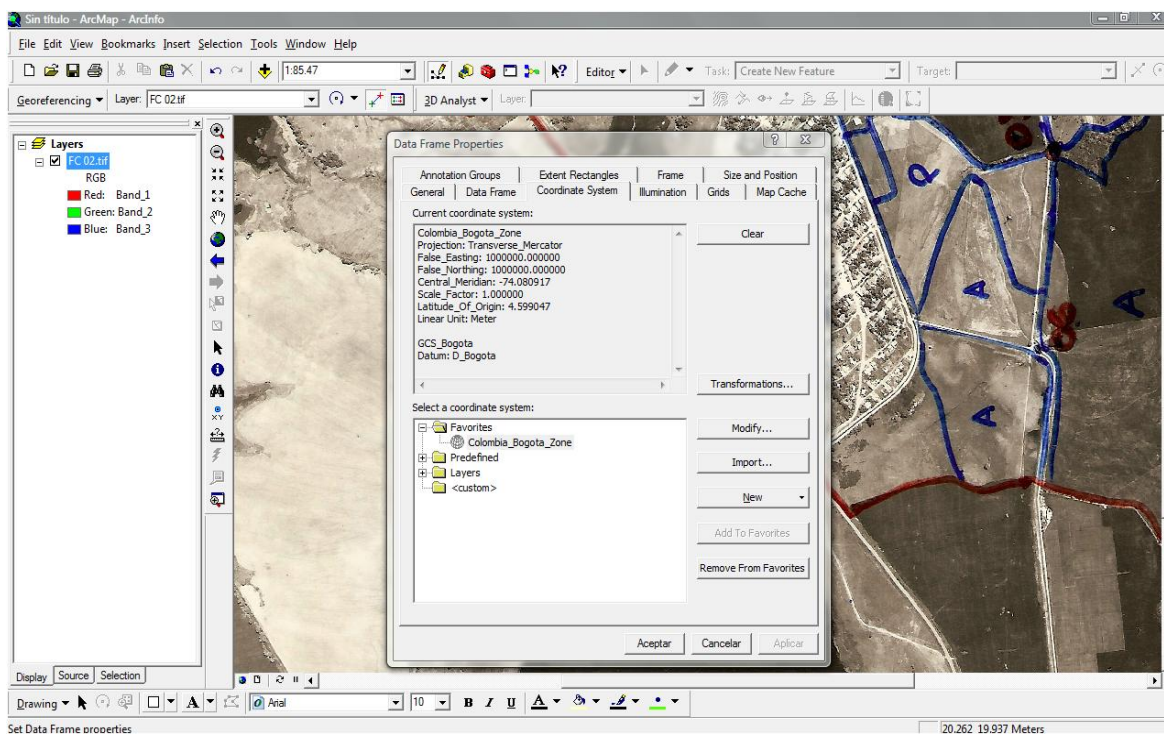 Sin título - ArcMap - ArcInfo
File Edit View Bookmarks Insert Selection Tools Window Help
1:85.47 Editor Task: Create New Feature Target:
Georeferencing Layer: FC 02.tif 3D Analyst Layer:
Layers
FC 02.tif
RGB
Red: Band_1
Green: Band_2
Blue: Band_3
Data Frame Properties
Annotation Groups Extent Rectangles Frame Size and Position
General Data Frame Coordinate System Illumination Grids Map Cache
Current coordinate system:
Colombia_Bogota_Zone
Projection: Transverse_Mercator
False_Easting: 1000000.000000
False_Northing: 1000000.000000
Central_Meridian: -74.080917
Scale_Factor: 1.000000
Latitude_Of_Origin: 4.599047
Linear Unit: Meter
GCS_Bogota
Datum: D_Bogota
Clear
Transformations...
Select a coordinate system:
Favorites
Colombia_Bogota_Zone
Predefined
Layers
<custom>
Modify...
Import...
New
Add To Favorites
Remove From Favorites
Aceptar Cancelar Aplicar
A
A
A
XY
Display Source Selection
Drawing A Arial 10 B I U A
Set Data Frame properties 20.262 19.937 Meters